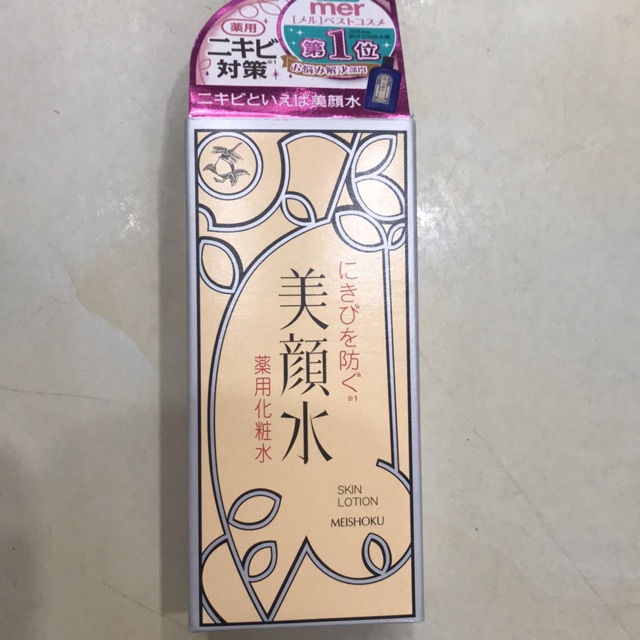 薬用
ニキビ
対策※1
mer
[メル]ベストコスメ
第1位
お悩み解決部門
ニキビといえば美顔水
にきびを防ぐ※1
美顔水
薬用化粧水
SKIN
LOTION
MEISHOKU